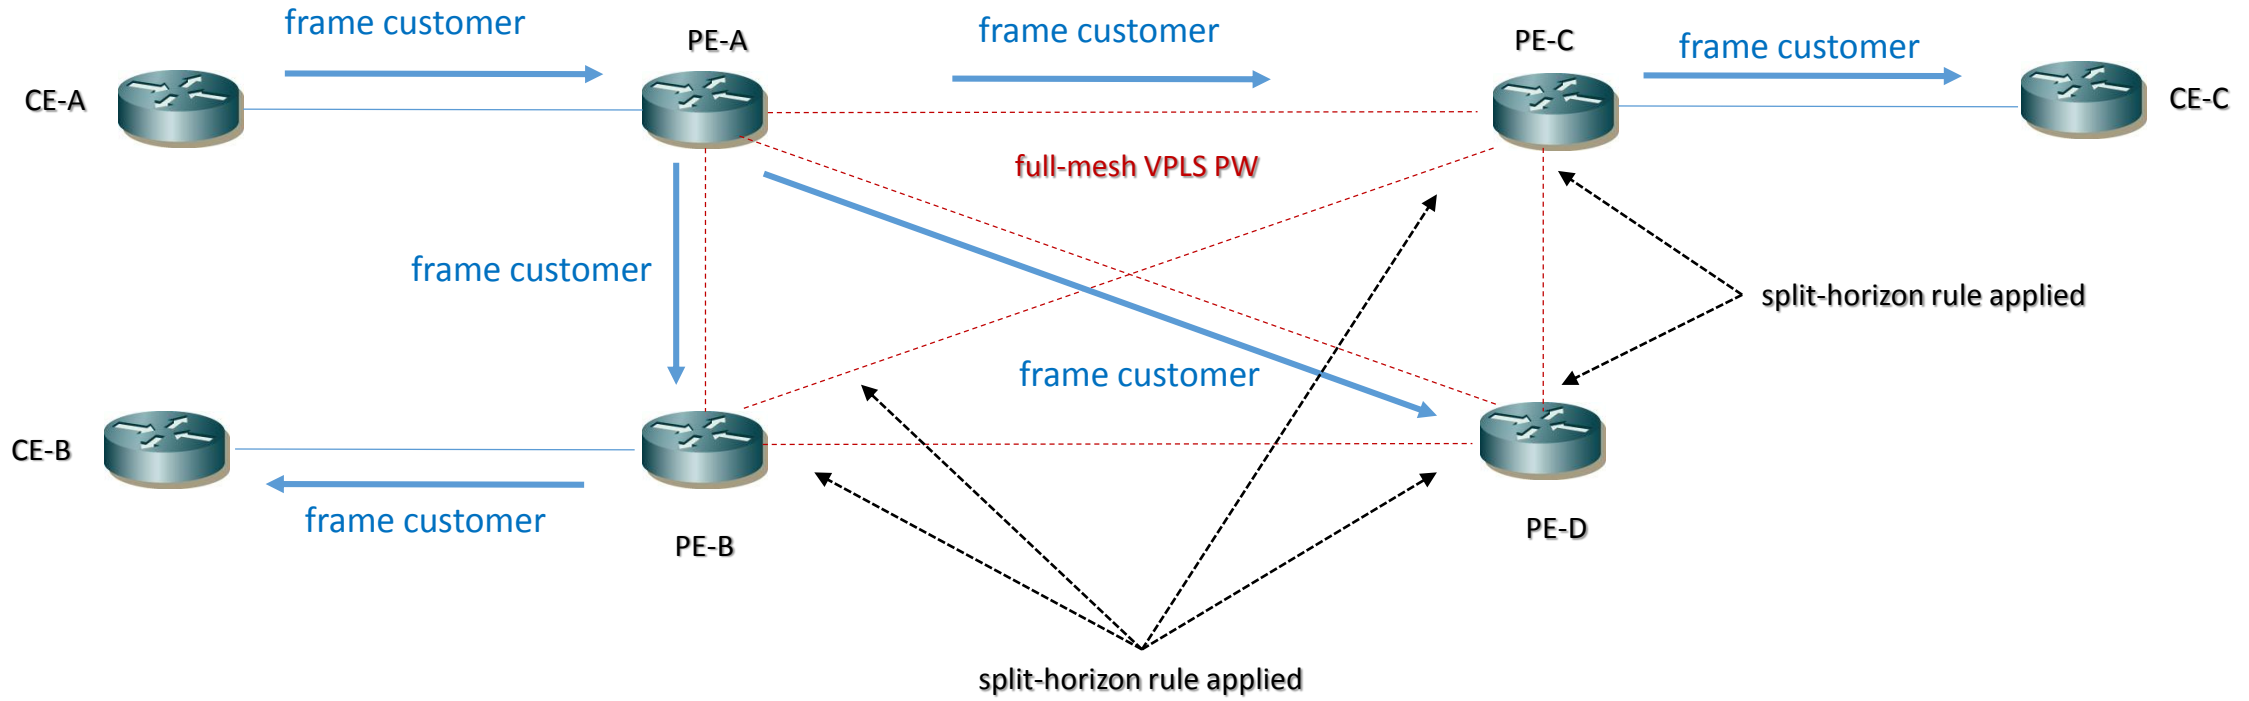 frame customer
PE-A
frame customer
PE-C
frame customer
CE-A
CE-C
full-mesh VPLS PW
frame customer
split-horizon rule applied
frame customer
CE-B
frame customer
PE-B
PE-D
split-horizon rule applied